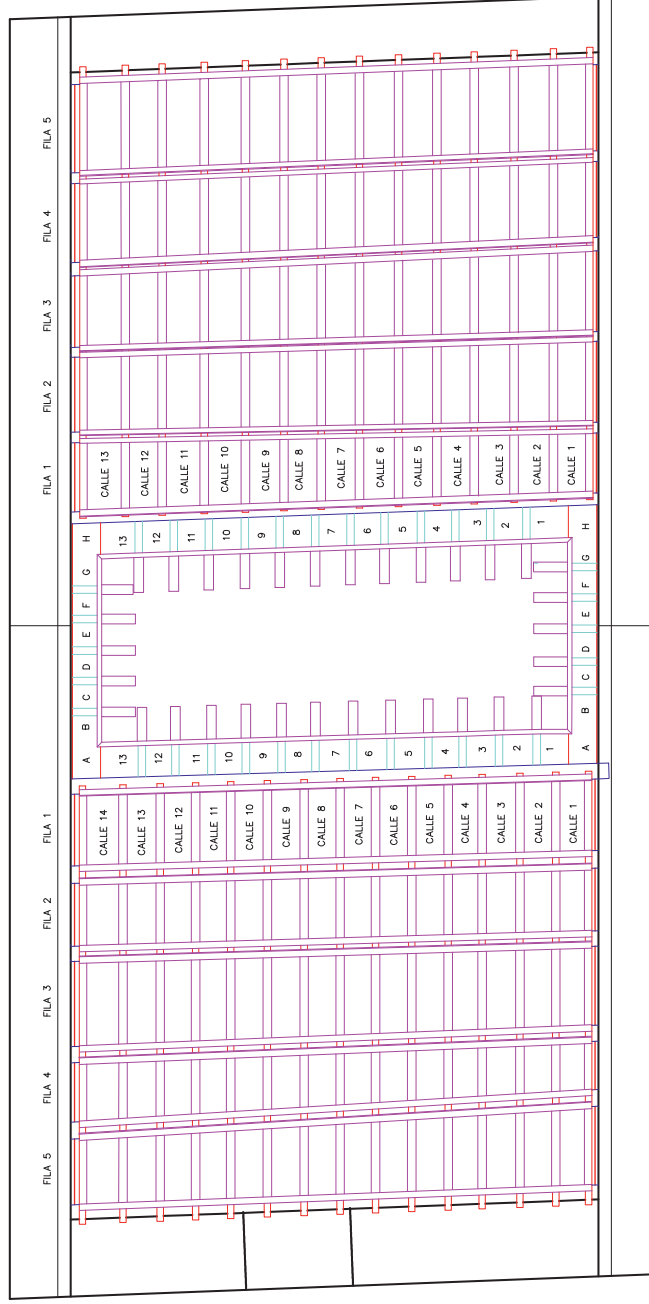 FILA 5
FILA 4
FILA 3
FILA 2
FILA 1
CALLE 13
CALLE 12
CALLE 11
CALLE 10
CALLE 9
CALLE 8
CALLE 7
CALLE 6
CALLE 5
CALLE 4
CALLE 3
CALLE 2
CALLE 1
H
13
12
11
10
9
8
7
6
5
4
3
2
1
H
G
F
E
D
C
B
A
G
F
E
D
C
B
A
13
12
11
10
9
8
7
6
5
4
3
2
1
FILA 1
CALLE 14
CALLE 13
CALLE 12
CALLE 11
CALLE 10
CALLE 9
CALLE 8
CALLE 7
CALLE 6
CALLE 5
CALLE 4
CALLE 3
CALLE 2
CALLE 1
FILA 2
FILA 3
FILA 4
FILA 5